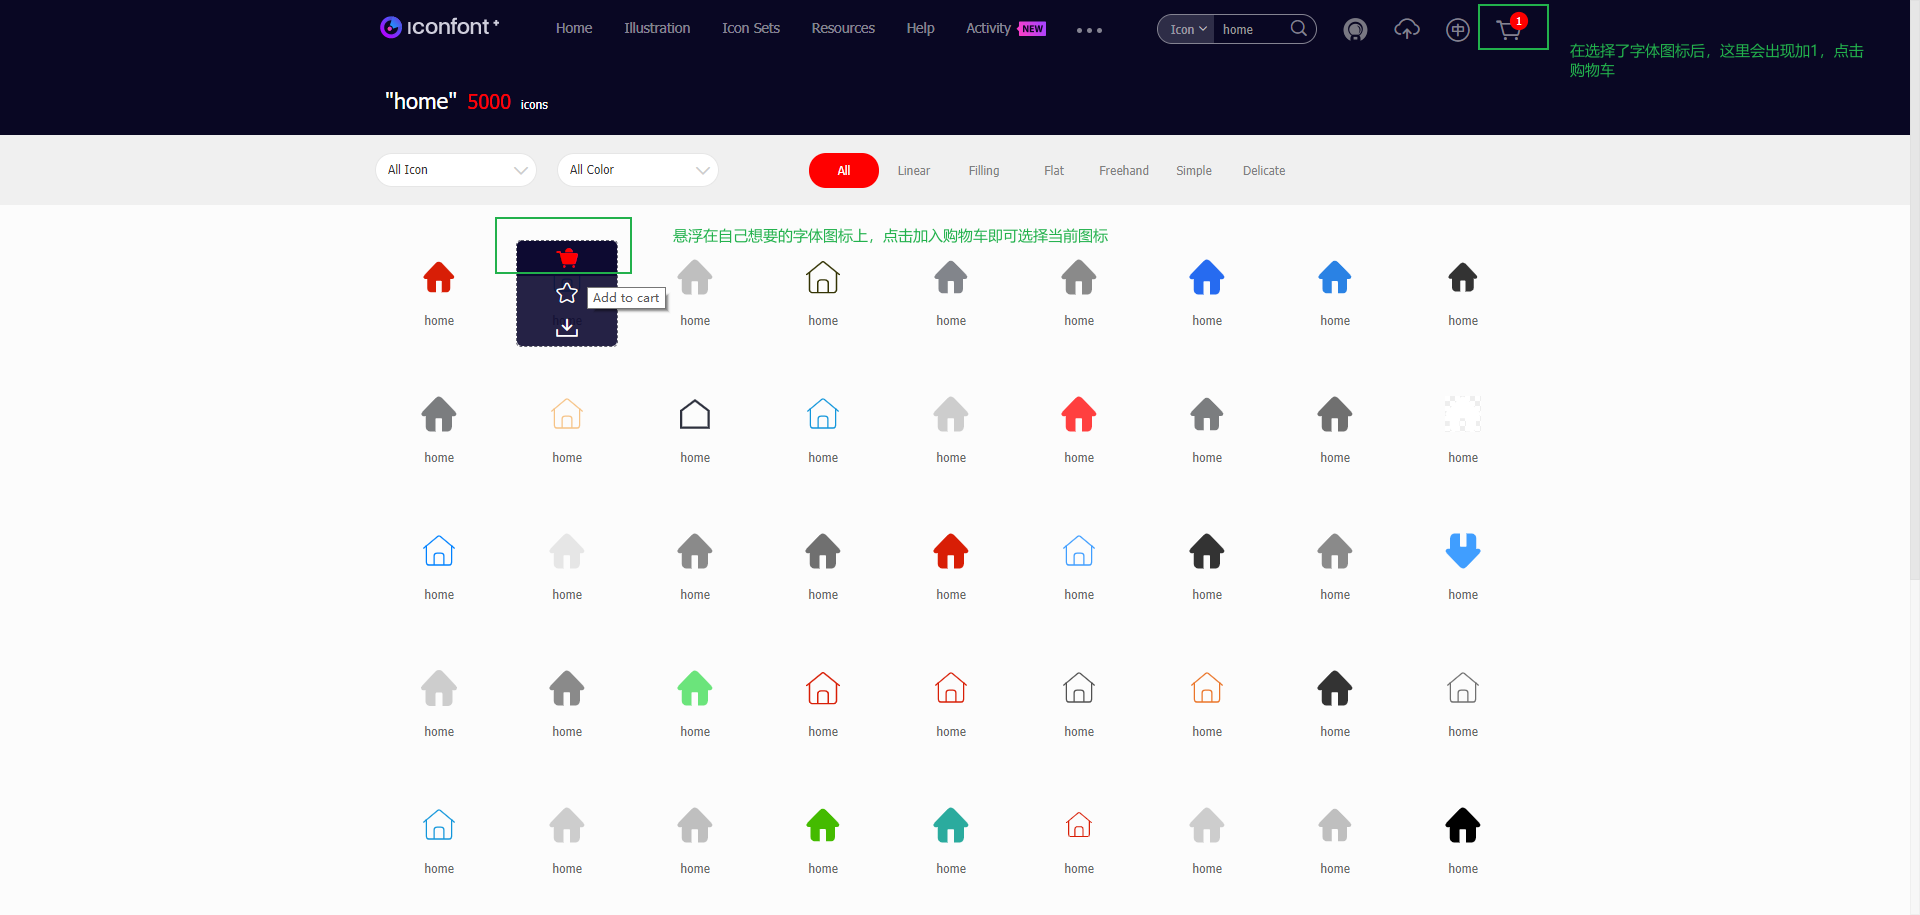 iconfont+
Home Illustration Icon Sets Resources Help Activity NEW
Icon home
中
1
在选择了字体图标后，这里会出现加1，点击
购物车
"home" 5000 icons
All Icon All Color
All Linear Filling Flat Freehand Simple Delicate
悬浮在自己想要的字体图标上，点击加入购物车即可选择当前图标
Add to cart
home home home home home home home home
home home home home home home home home home
home home home home home home home home home
home home home home home home home home home
home home home home home home home home home